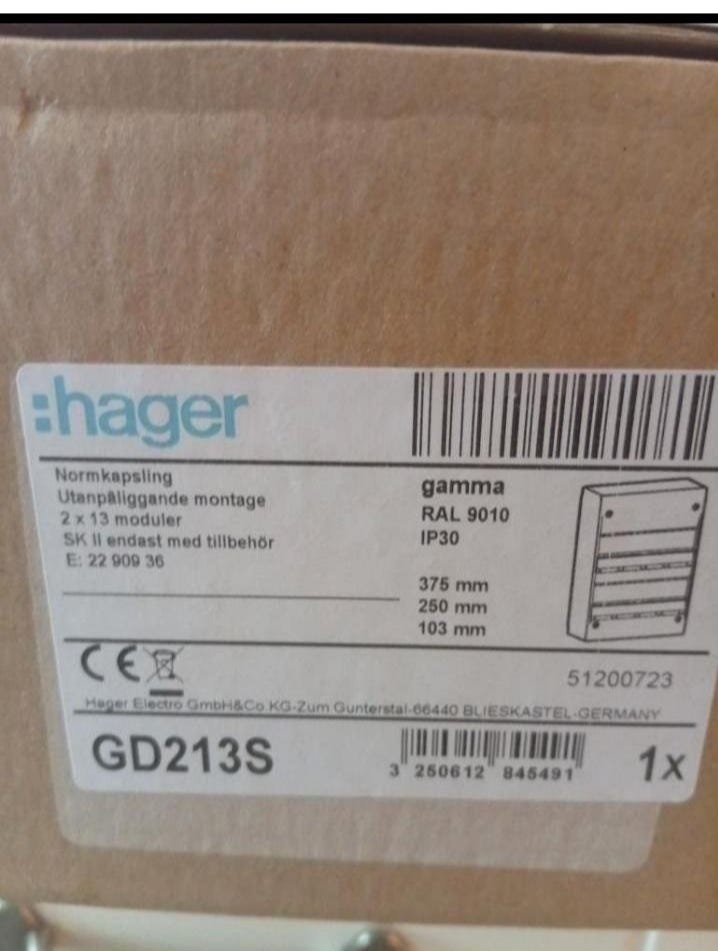 :hager
Normkapsling
Utanpåliggande montage
2 x 13 moduler
SK II endast med tillbehör
E: 22 909 36
gamma
RAL 9010
IP30
375 mm
250 mm
103 mm
CE
51200723
Hager Electro GmbH&Co.KG-Zum Gunterstal-66440 BLIESKASTEL-GERMANY
GD213S
3 250612 845491
1x